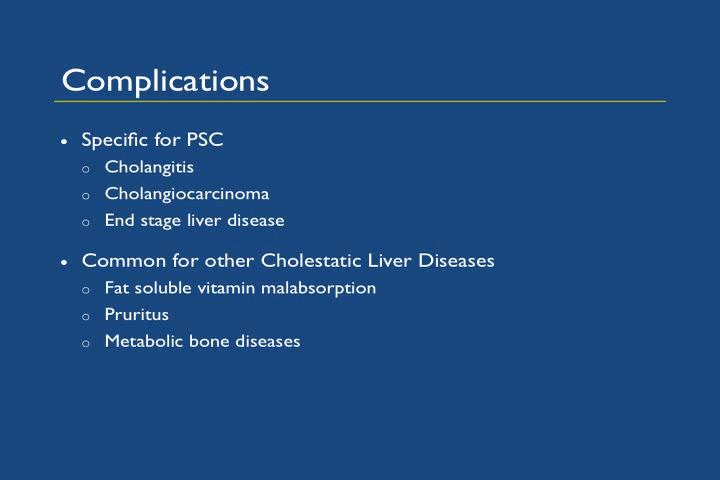 Complications
• Specific for PSC
o Cholangitis
o Cholangiocarcinoma
o End stage liver disease
• Common for other Cholestatic Liver Diseases
o Fat soluble vitamin malabsorption
o Pruritus
o Metabolic bone diseases